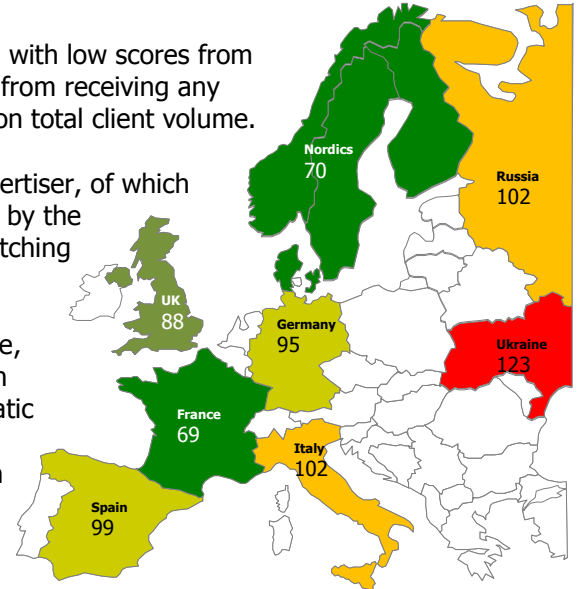 with low scores from
from receiving any
on total client volume.
ertiser, of which
by the
tching
e,
n
atic
n
Nordics
70
Russia
102
UK
88
Germany
95
Ukraine
123
France
69
Italy
102
Spain
99